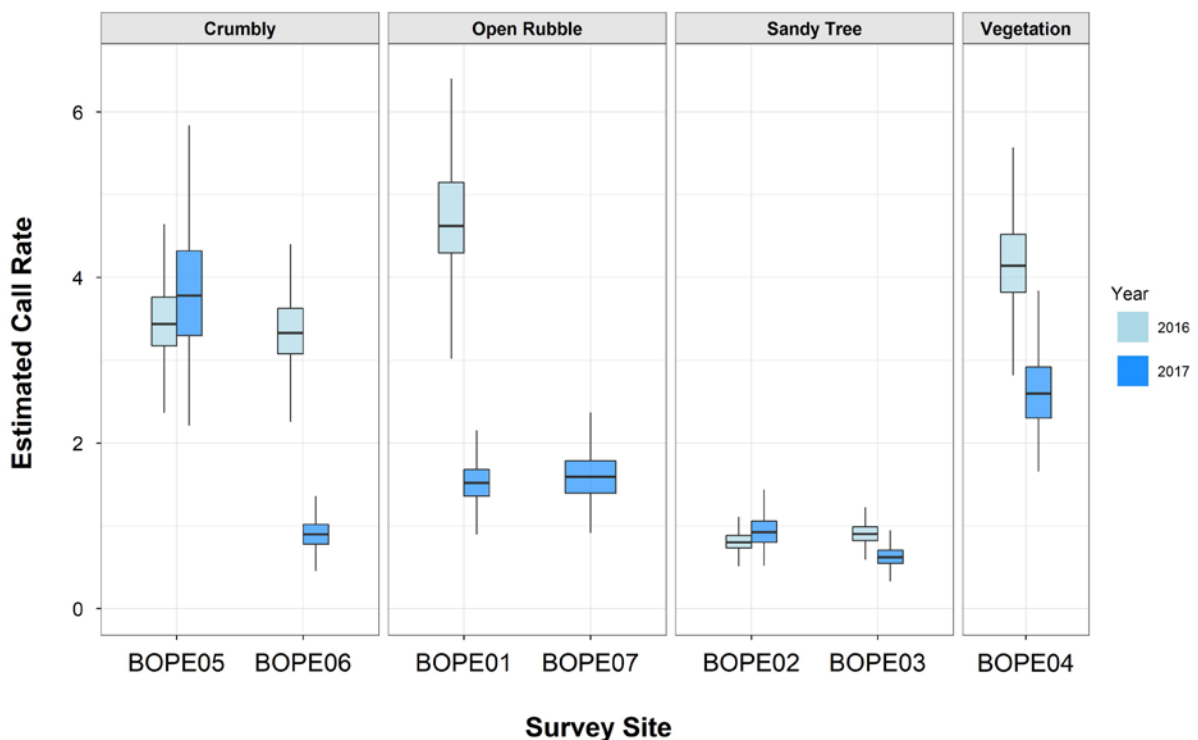 Crumbly Open Rubble Sandy Tree Vegetation
6
4
2
0
Estimated Call Rate
Year
2016
2017
BOPE05 BOPE06 BOPE01 BOPE07 BOPE02 BOPE03 BOPE04
Survey Site